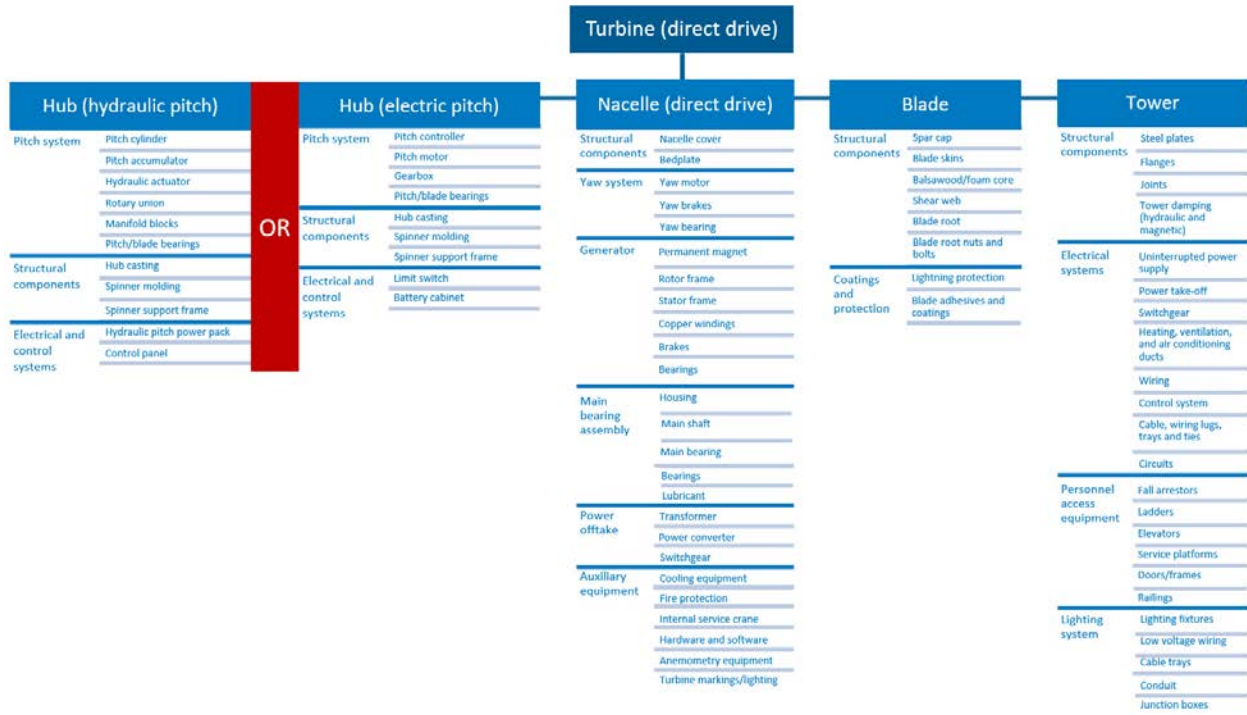 Turbine (direct drive)
Hub (hydraulic pitch)
Pitch system
Pitch cylinder
Pitch accumulator
Hydraulic actuator
Rotary union
Manifold blocks
Pitch/blade bearings
Structural
components
Hub casting
Spinner molding
Spinner support frame
Electrical and
control
systems
Hydraulic pitch power pack
Control panel
OR
Hub (electric pitch)
Pitch system
Pitch controller
Pitch motor
Gearbox
Pitch/blade bearings
Structural
components
Hub casting
Spinner molding
Spinner support frame
Electrical and
control
systems
Limit switch
Battery cabinet
Nacelle (direct drive)
Structural
components
Nacelle cover
Bedplate
Yaw system
Yaw motor
Yaw brakes
Yaw bearing
Generator
Permanent magnet
Rotor frame
Stator frame
Copper windings
Brakes
Bearings
Main
bearing
assembly
Housing
Main shaft
Main bearing
Bearings
Lubricant
Power
offtake
Transformer
Power converter
Switchgear
Auxiliary
equipment
Cooling equipment
Fire protection
Internal service crane
Hardware and software
Anemometry equipment
Turbine markings/lighting
Blade
Structural
components
Spar cap
Blade skins
Balsawood/foam core
Shear web
Blade root
Blade root nuts and
bolts
Coatings
and
protection
Lightning protection
Blade adhesives and
coatings
Tower
Structural
components
Steel plates
Flanges
Joints
Tower damping
(hydraulic and
magnetic)
Electrical
systems
Uninterrupted power
supply
Power take-off
Switchgear
Heating, ventilation,
and air conditioning
ducts
Wiring
Control system
Cable, wiring lugs,
trays and ties
Circuits
Personnel
access
equipment
Fall arrestors
Ladders
Elevators
Service platforms
Doors/frames
Railings
Lighting
system
Lighting fixtures
Low voltage wiring
Cable trays
Conduit
Junction boxes